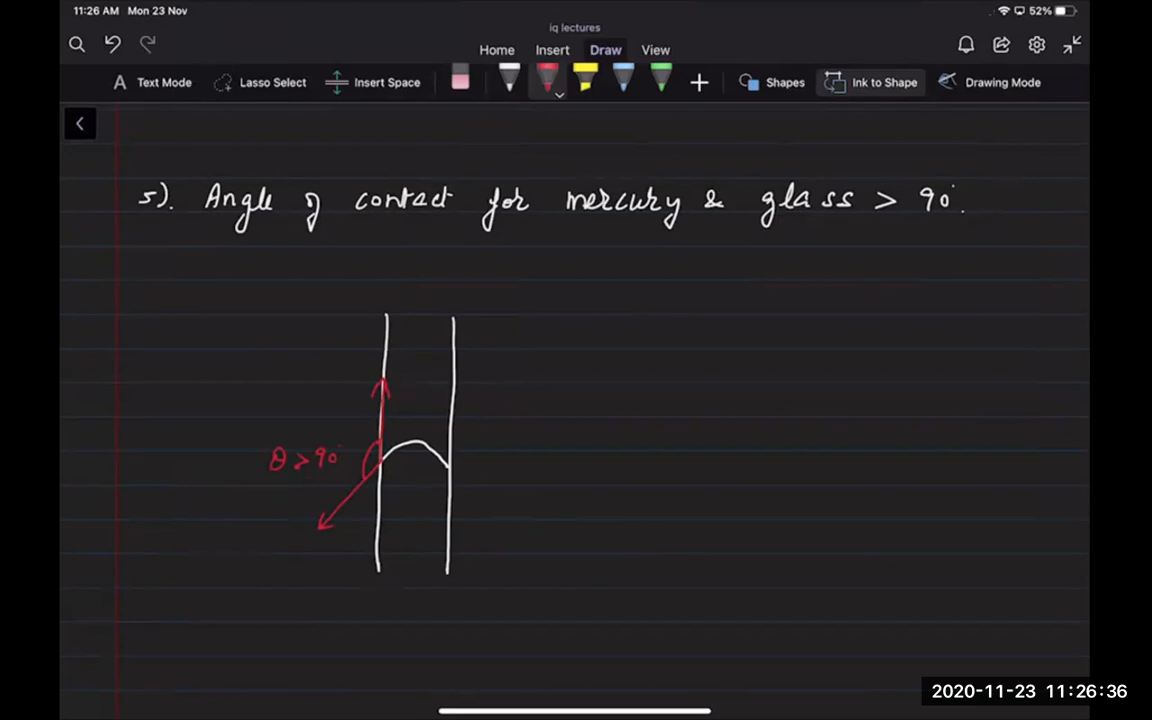 11:26 AM Mon 23 Nov
52%
iq lectures
Home Insert Draw View
Text Mode Lasso Select Insert Space Shapes Ink to Shape Drawing Mode
5). Angle of contact for mercury & glass > 90°.
θ > 90°
2020-11-23 11:26:36